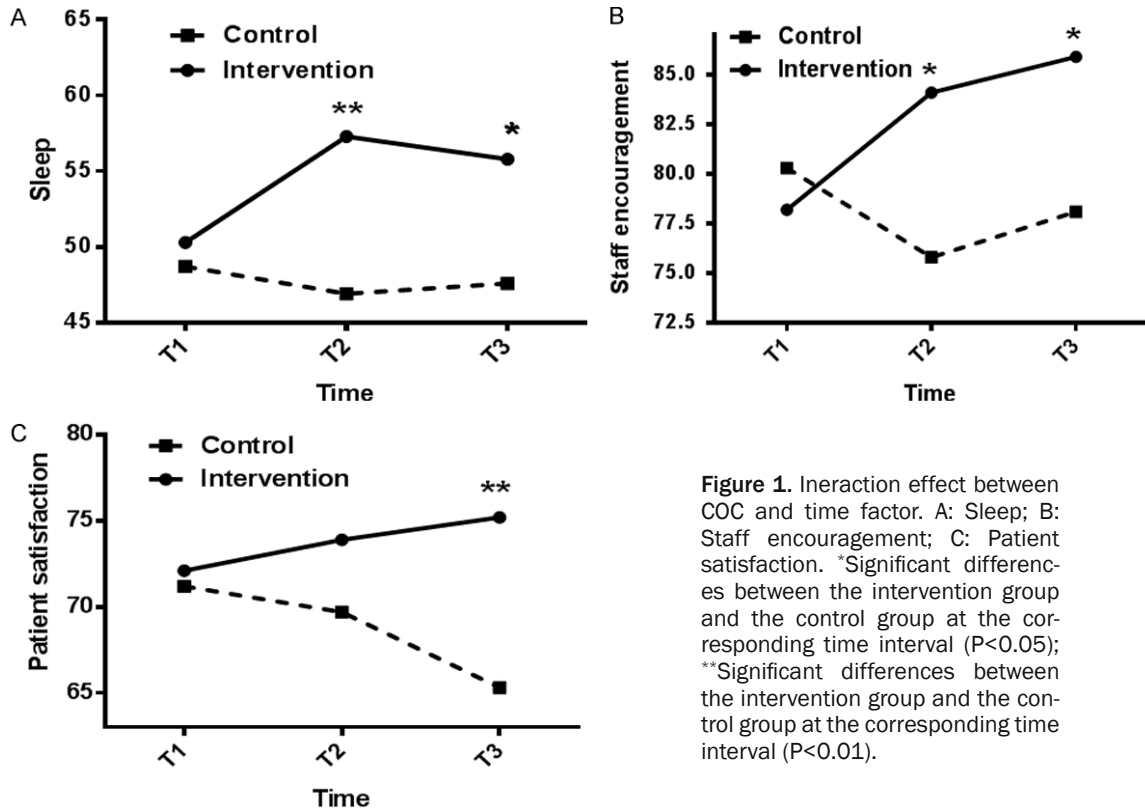 A
65
60
55
50
45
Sleep
Control
Intervention
**
*
T1
T2
T3
Time
B
85.0
82.5
80.0
77.5
75.0
72.5
Staff encouragement
Control
Intervention
*
*
T1
T2
T3
Time
C
80
75
70
65
Patient satisfaction
Control
Intervention
**
T1
T2
T3
Time
Figure 1. Ineraction effect between
COC and time factor. A: Sleep; B:
Staff encouragement; C: Patient
satisfaction. *Significant differenc-
es between the intervention group
and the control group at the cor-
responding time interval (P<0.05);
**Significant differences between
the intervention group and the con-
trol group at the corresponding time
interval (P<0.01).